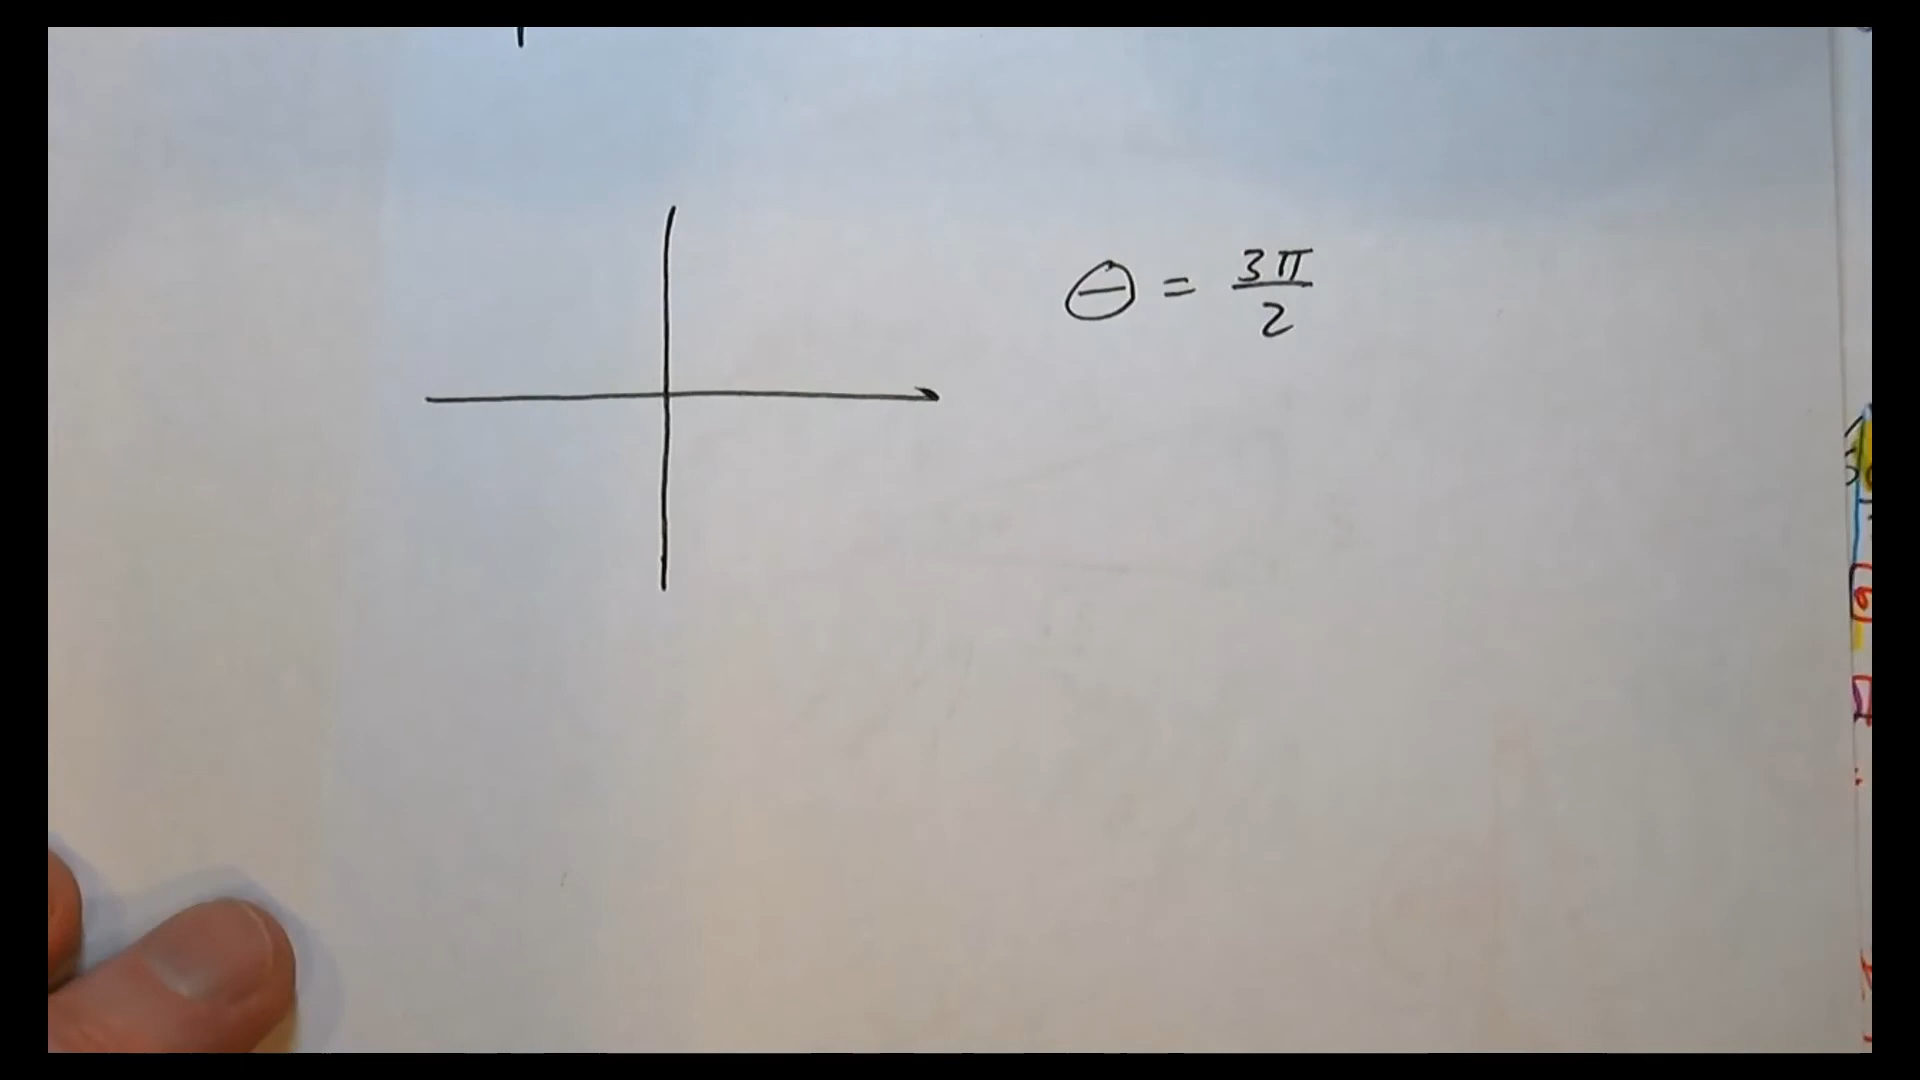 θ = 3π/2